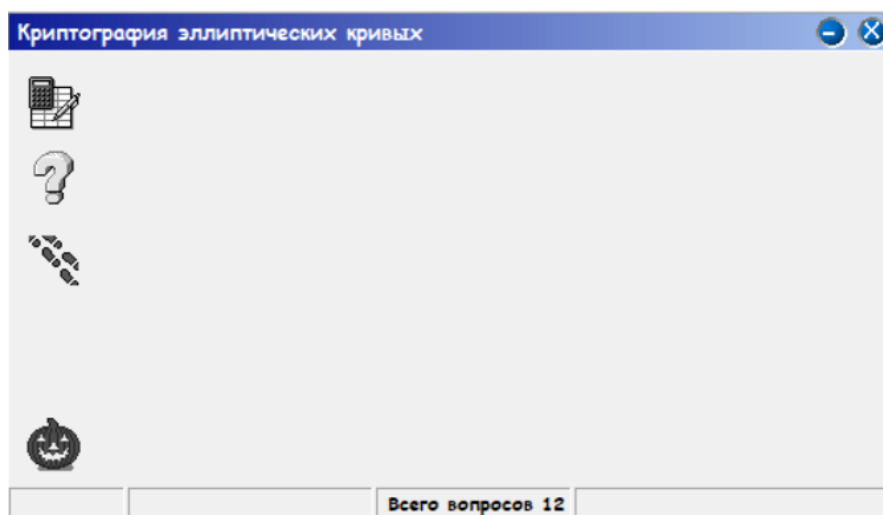 Криптография эллиптических кривых
Всего вопросов 12